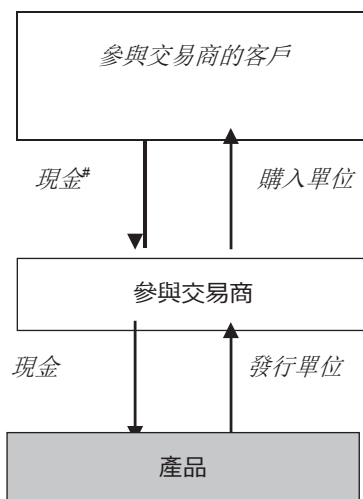 參與交易商的客戶
現金#
購入單位
參與交易商
現金
發行單位
產品